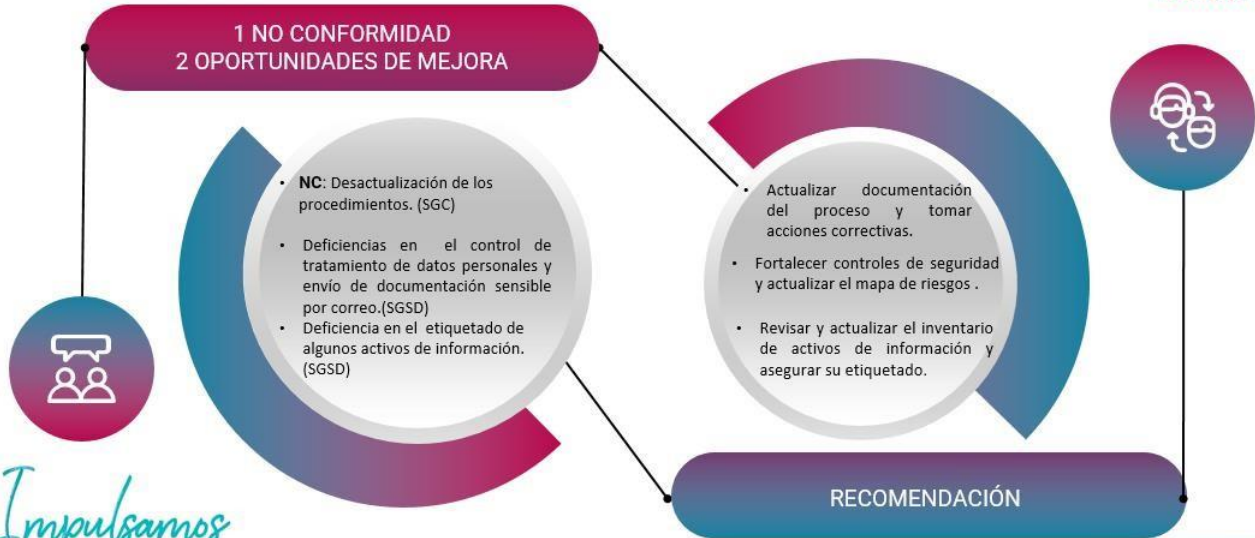 1 NO CONFORMIDAD
2 OPORTUNIDADES DE MEJORA
• NC: Desactualización de los
procedimientos. (SGC)
• Deficiencias en el control de
tratamiento de datos personales y
envío de documentación sensible
por correo.(SGSD)
• Deficiencia en el etiquetado de
algunos activos de información.
(SGSD)
• Actualizar documentación
del proceso y tomar
acciones correctivas.
• Fortalecer controles de seguridad
y actualizar el mapa de riesgos .
• Revisar y actualizar el inventario
de activos de información y
asegurar su etiquetado.
RECOMENDACIÓN
Impulsamos